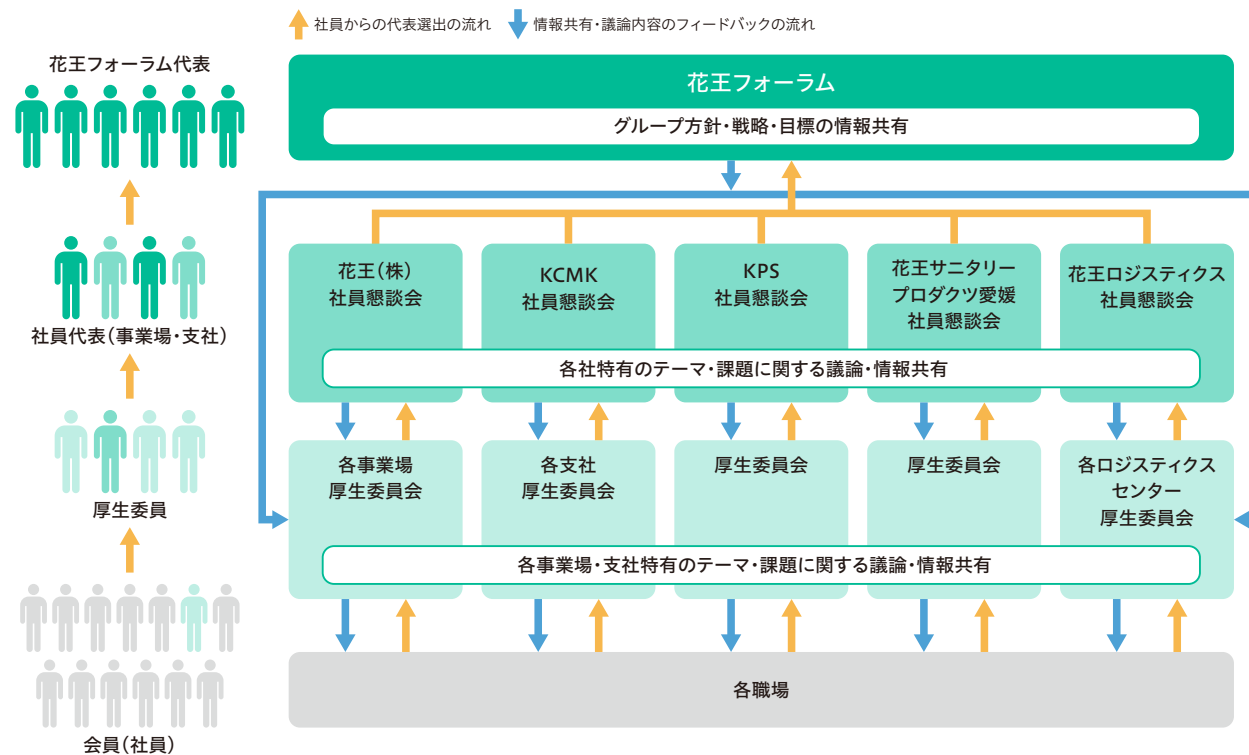 社員からの代表選出の流れ
情報共有・議論内容のフィードバックの流れ
花王フォーラム代表
社員代表（事業場・支社）
厚生委員
会員（社員）
花王フォーラム
グループ方針・戦略・目標の情報共有
花王（株）
社員懇談会
KCMK
社員懇談会
KPS
社員懇談会
花王サニタリー
プロダクツ愛媛
社員懇談会
花王ロジスティクス
社員懇談会
各社特有のテーマ・課題に関する議論・情報共有
各事業場
厚生委員会
各支社
厚生委員会
厚生委員会
厚生委員会
各ロジスティクス
センター
厚生委員会
各事業場・支社特有のテーマ・課題に関する議論・情報共有
各職場